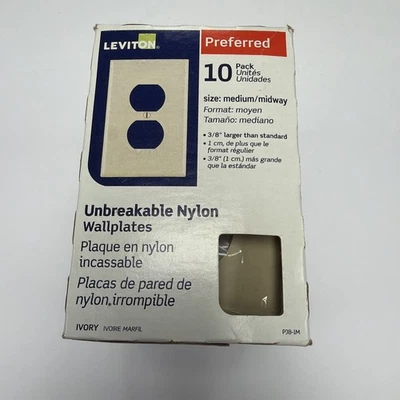 LEVITON
Preferred
10 Pack
Unités
Unidades
size: medium/midway
Format: moyen
Tamaño: mediano
• 3/8" larger than standard
• 1 cm, de plus que le
format régulier
• 3/8" (1 cm.) más grande
que la estándar
Unbreakable Nylon
Wallplates
Plaque en nylon
incassable
Placas de pared de
nylon, irrompible
IVORY IVOIRE MARFIL
PJ8-IM